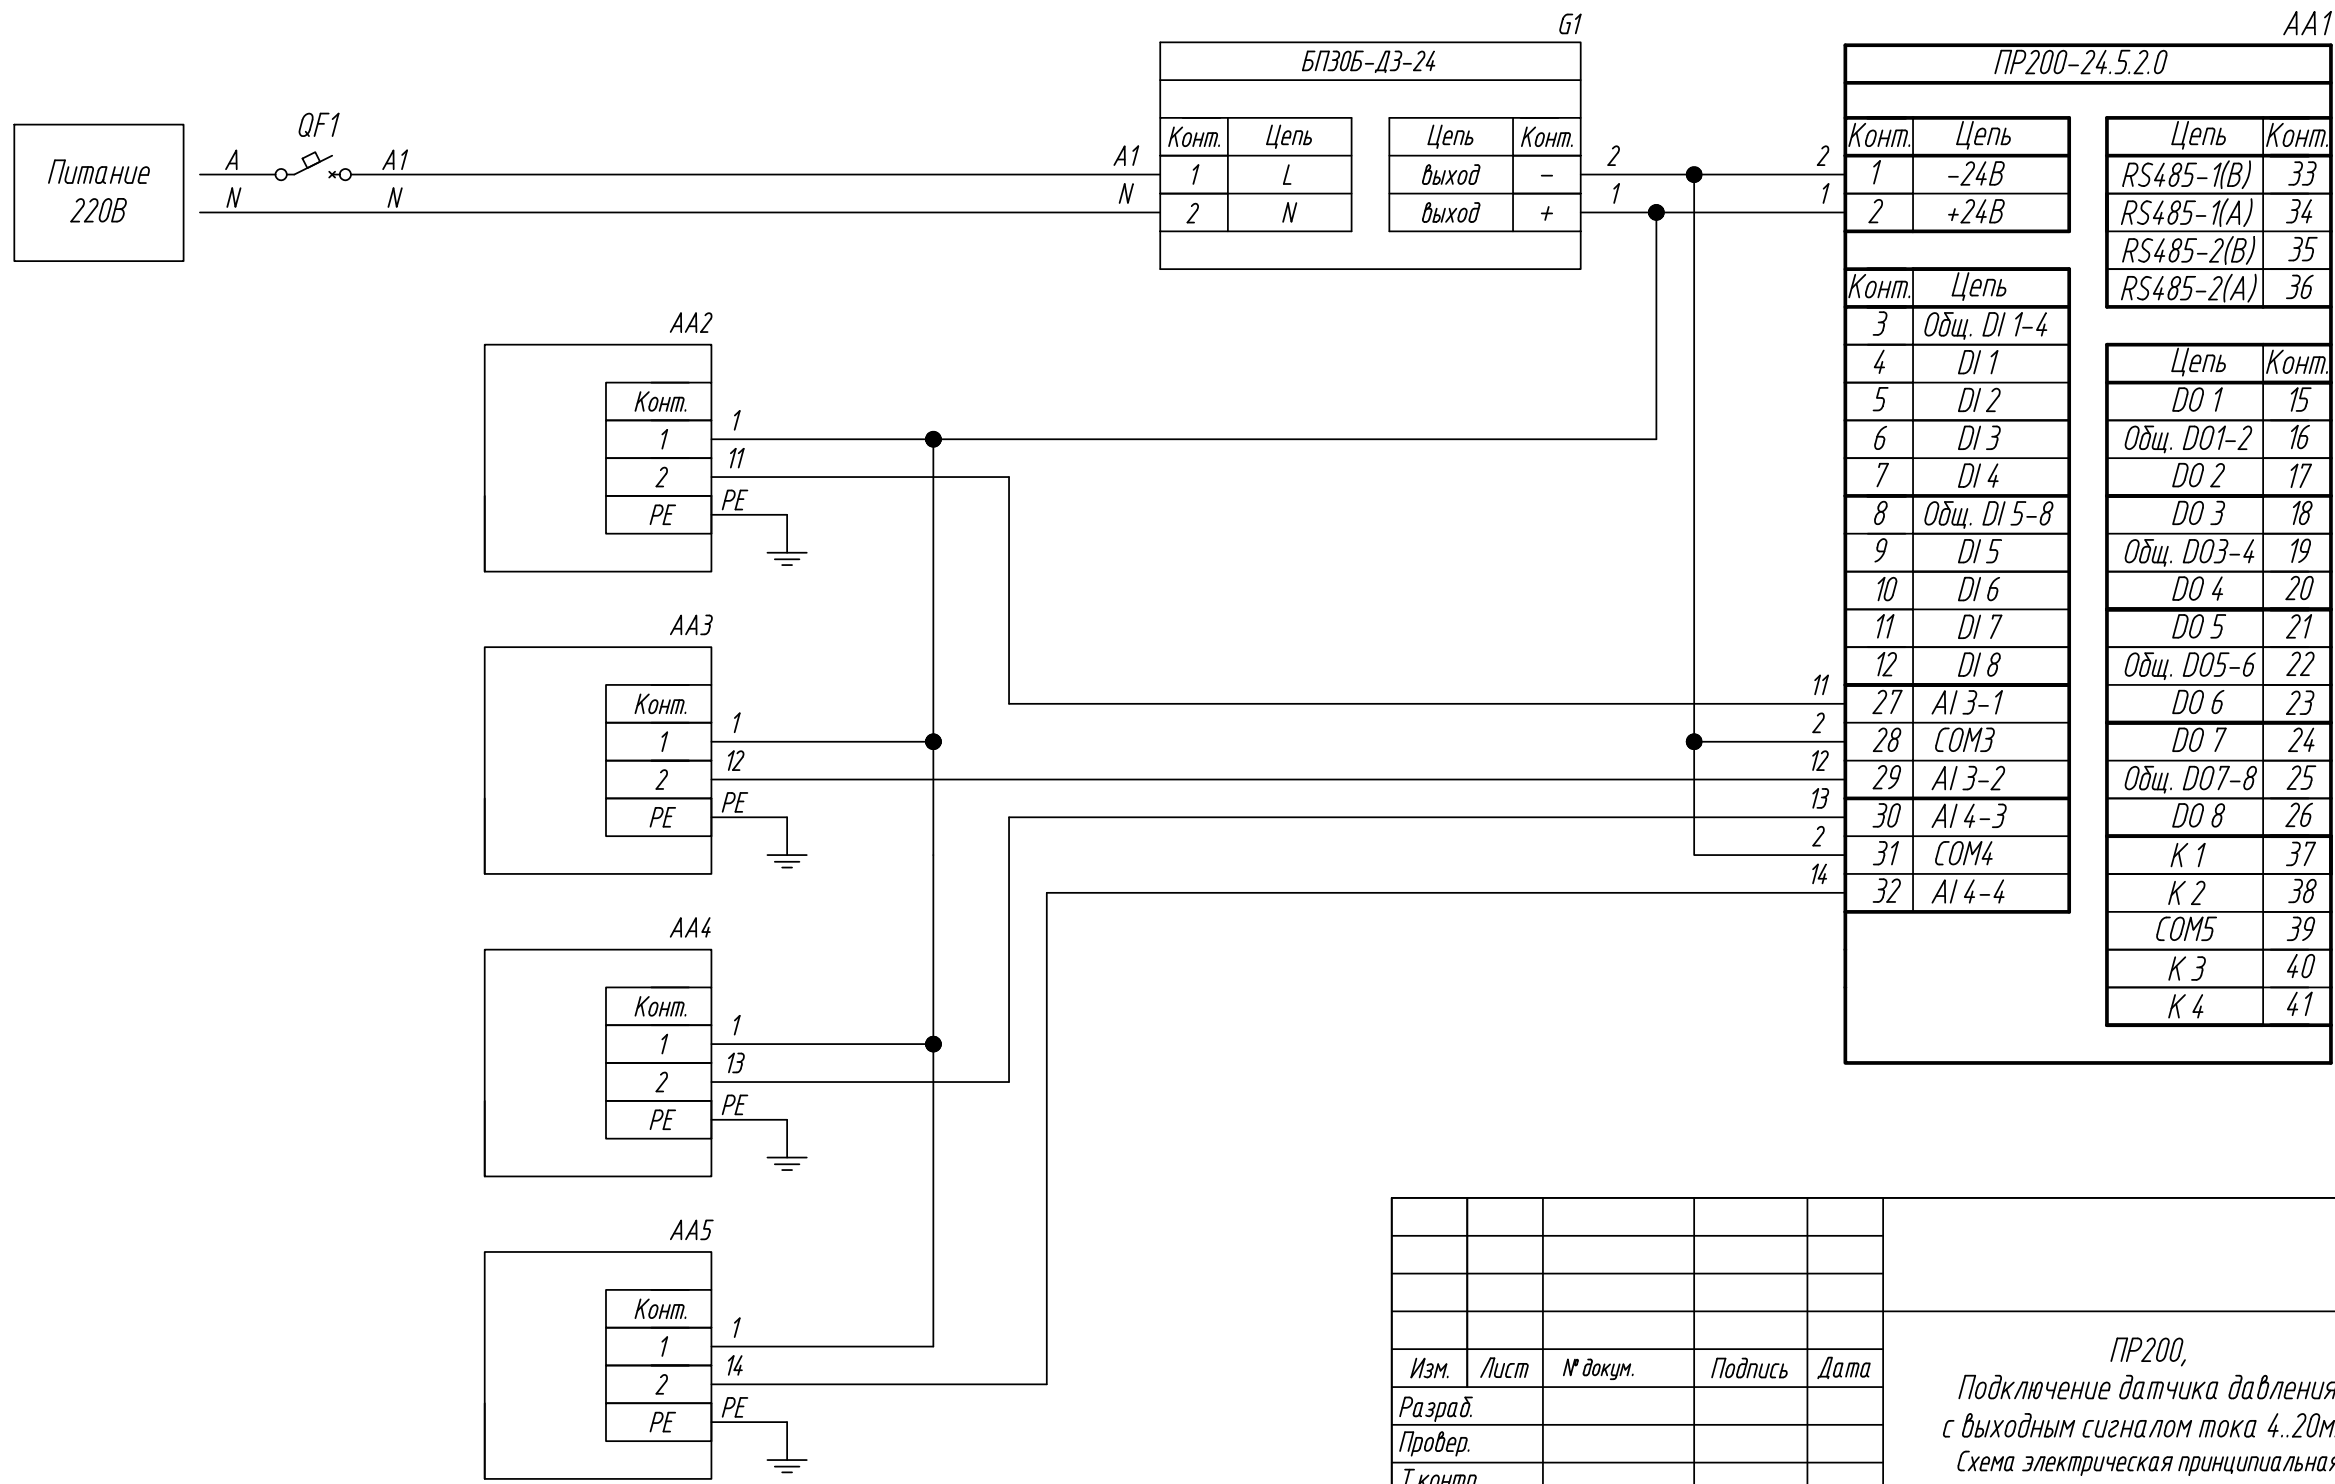 G1
AA1
БП30Б-Д3-24
ПР200-24.5.2.0
Питание
220В
QF1
A
A1
N
N
A1
N
Конт. Цепь
1 L
2 N
Цепь Конт.
выход -
выход +
2
1
2
1
Конт. Цепь
1 -24В
2 +24В
Цепь Конт.
RS485-1(B) 33
RS485-1(A) 34
RS485-2(B) 35
RS485-2(A) 36
Конт. Цепь
3 Общ. DI 1-4
4 DI 1
5 DI 2
6 DI 3
7 DI 4
8 Общ. DI 5-8
9 DI 5
10 DI 6
11 DI 7
12 DI 8
27 AI 3-1
28 COM3
29 AI 3-2
30 AI 4-3
31 COM4
32 AI 4-4
11
2
12
13
2
14
Цепь Конт.
DO 1 15
Общ. DO1-2 16
DO 2 17
DO 3 18
Общ. DO3-4 19
DO 4 20
DO 5 21
Общ. DO5-6 22
DO 6 23
DO 7 24
Общ. DO7-8 25
DO 8 26
K 1 37
K 2 38
COM5 39
K 3 40
K 4 41
AA2
Конт.
1
2
PE
1
11
PE
AA3
Конт.
1
2
PE
1
12
PE
AA4
Конт.
1
2
PE
1
13
PE
AA5
Конт.
1
2
PE
1
14
PE
Изм. Лист № докум. Подпись Дата
Разраб.
Провер.
Т.контр
ПР200,
Подключение датчика давления
с выходным сигналом тока 4..20м
Схема электрическая принципиальная